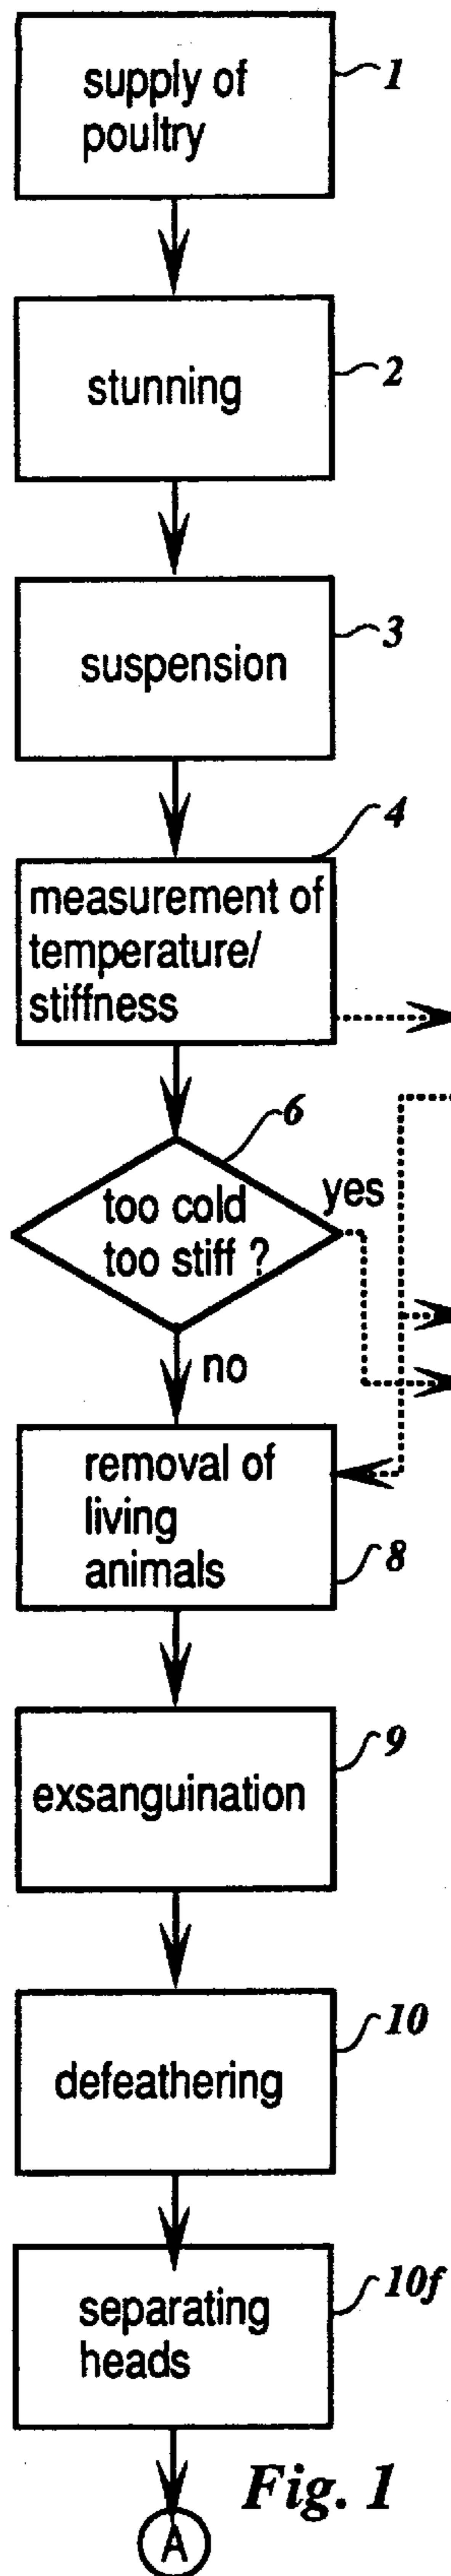 supply of
poultry
1
stunning
2
suspension
3
4
measurement of
temperature/
stiffness
6
too cold
too stiff ?
yes
no
removal of
living
animals
8
exsanguination
9
defeathering
10
separating
heads
10f
Fig. 1
A